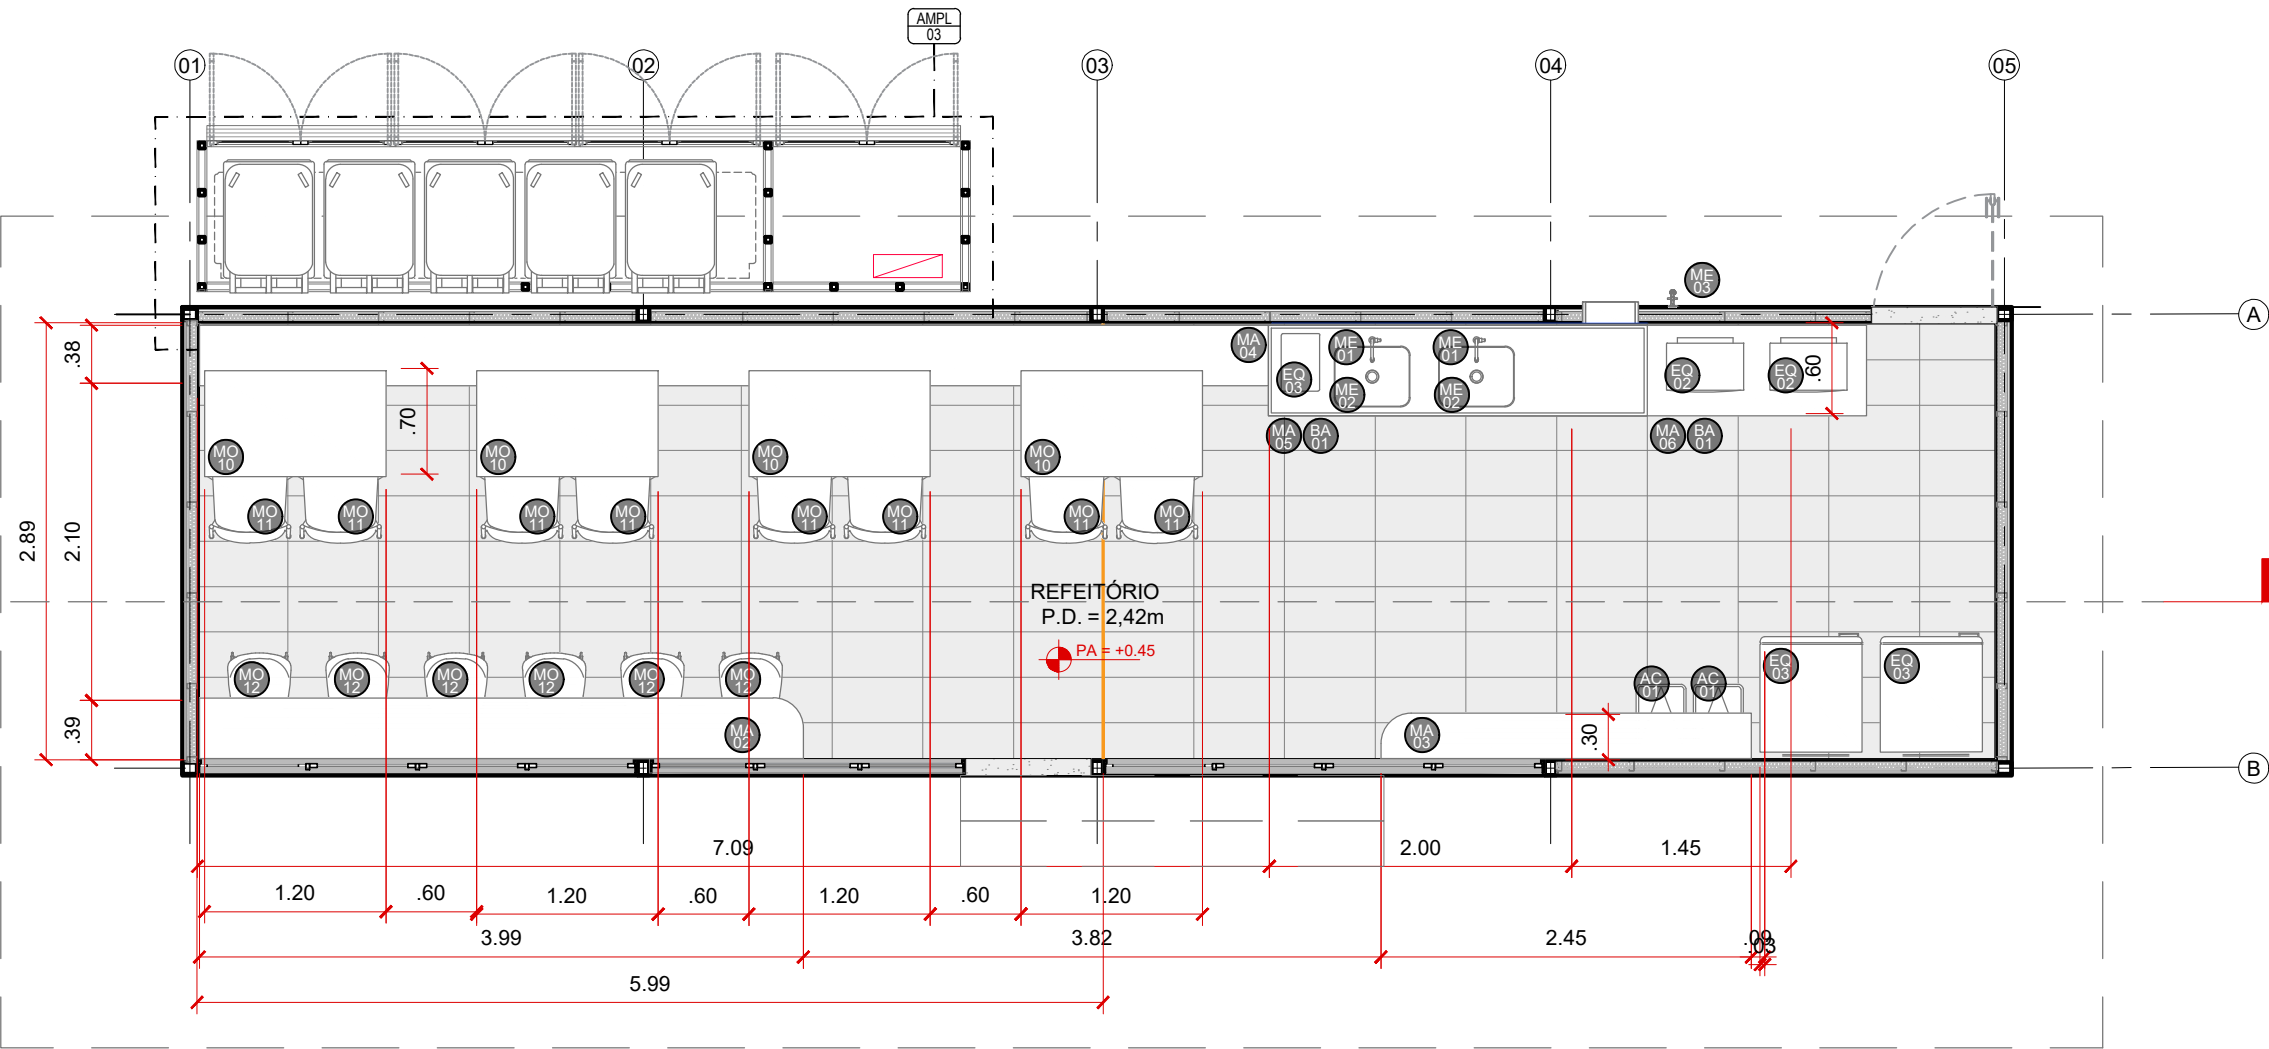 AMPL
03
01
02
03
04
05
ME
03
A
.38
MA
04
ME
01
ME
01
EQ
03
ME
02
ME
02
EQ
02
EQ
02
.60
.70
MO
10
MO
10
MO
10
MO
10
MA
05
BA
01
MA
06
BA
01
MO
11
MO
11
MO
11
MO
11
MO
11
MO
11
MO
11
MO
11
2.89
2.10
REFEITÓRIO
P.D. = 2,42m
PA = +0.45
MO
12
MO
12
MO
12
MO
12
MO
12
MO
12
AC
01
AC
01
EQ
03
EQ
03
.39
MA
02
MA
03
.30
B
7.09
2.00
1.45
1.20
.60
1.20
.60
1.20
.60
1.20
3.99
3.82
2.45
.09
.03
5.99